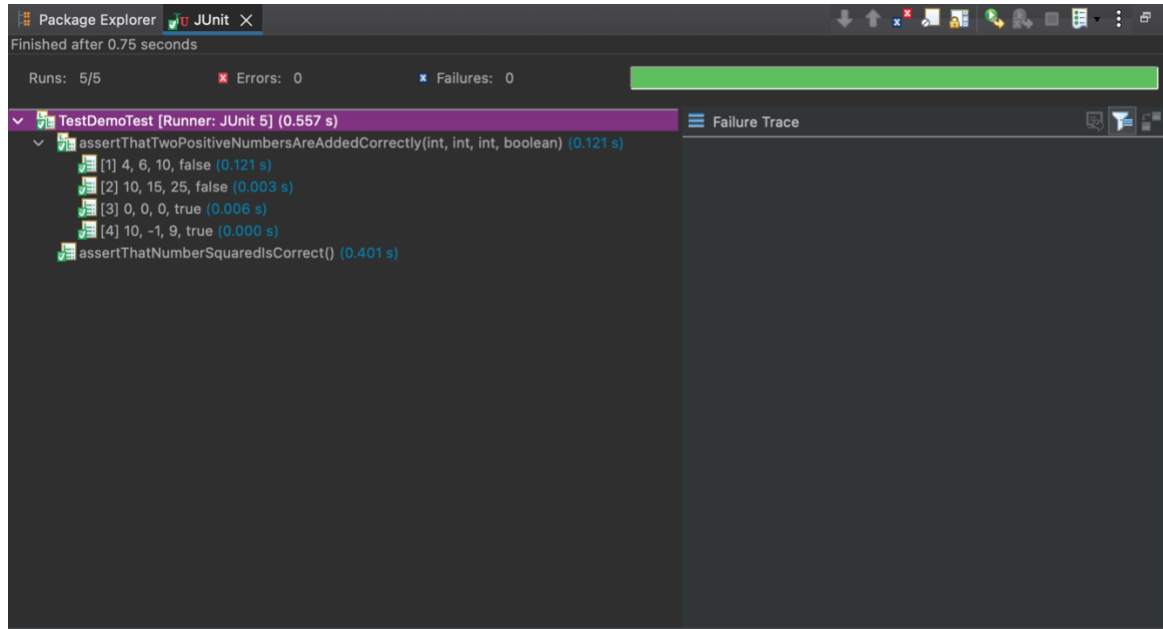 Package Explorer JUnit
Finished after 0.75 seconds
Runs: 5/5 Errors: 0 Failures: 0
TestDemoTest [Runner: JUnit 5] (0.557 s)
assertThatTwoPositiveNumbersAreAddedCorrectly(int, int, int, boolean) (0.121 s)
[1] 4, 6, 10, false (0.121 s)
[2] 10, 15, 25, false (0.003 s)
[3] 0, 0, 0, true (0.006 s)
[4] 10, -1, 9, true (0.000 s)
assertThatNumberSquaredIsCorrect() (0.401 s)
Failure Trace